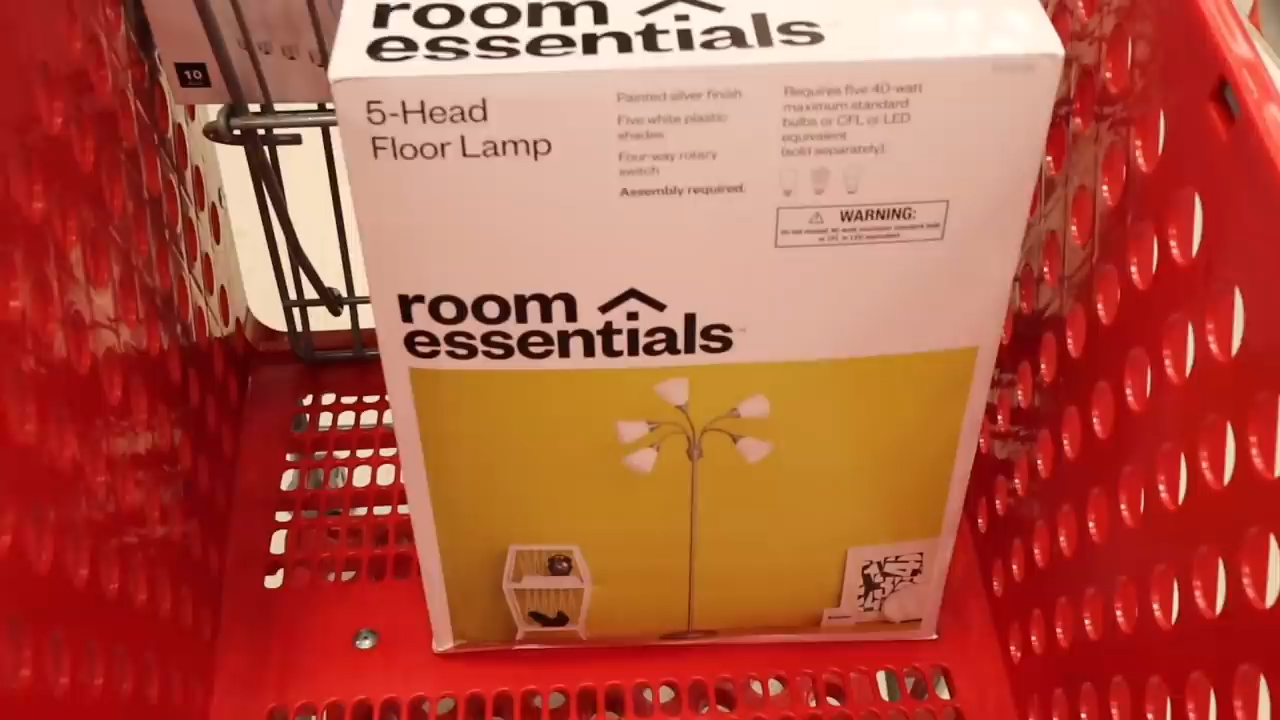 room
essentials
10
5-Head
Floor Lamp
Painted silver finish
Five white plastic
shades
Four-way rotary
switch
Assembly required.
Requires five 40-watt
maximum standard
bulbs or CFL or LED
equivalent
(sold separately).
WARNING:
room
essentials